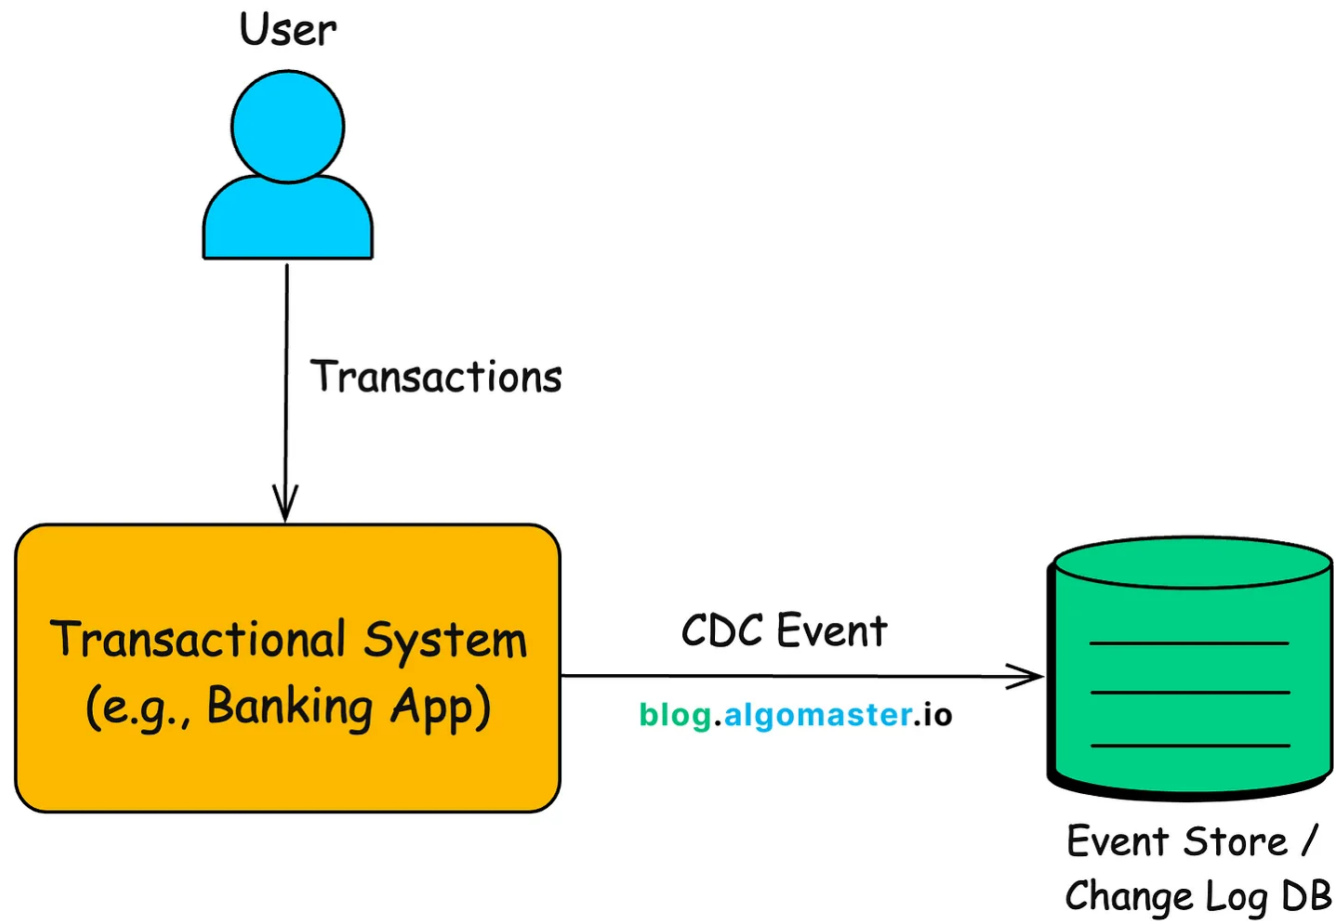 User
Transactions
Transactional System
(e.g., Banking App)
CDC Event
blog.algomaster.io
Event Store /
Change Log DB